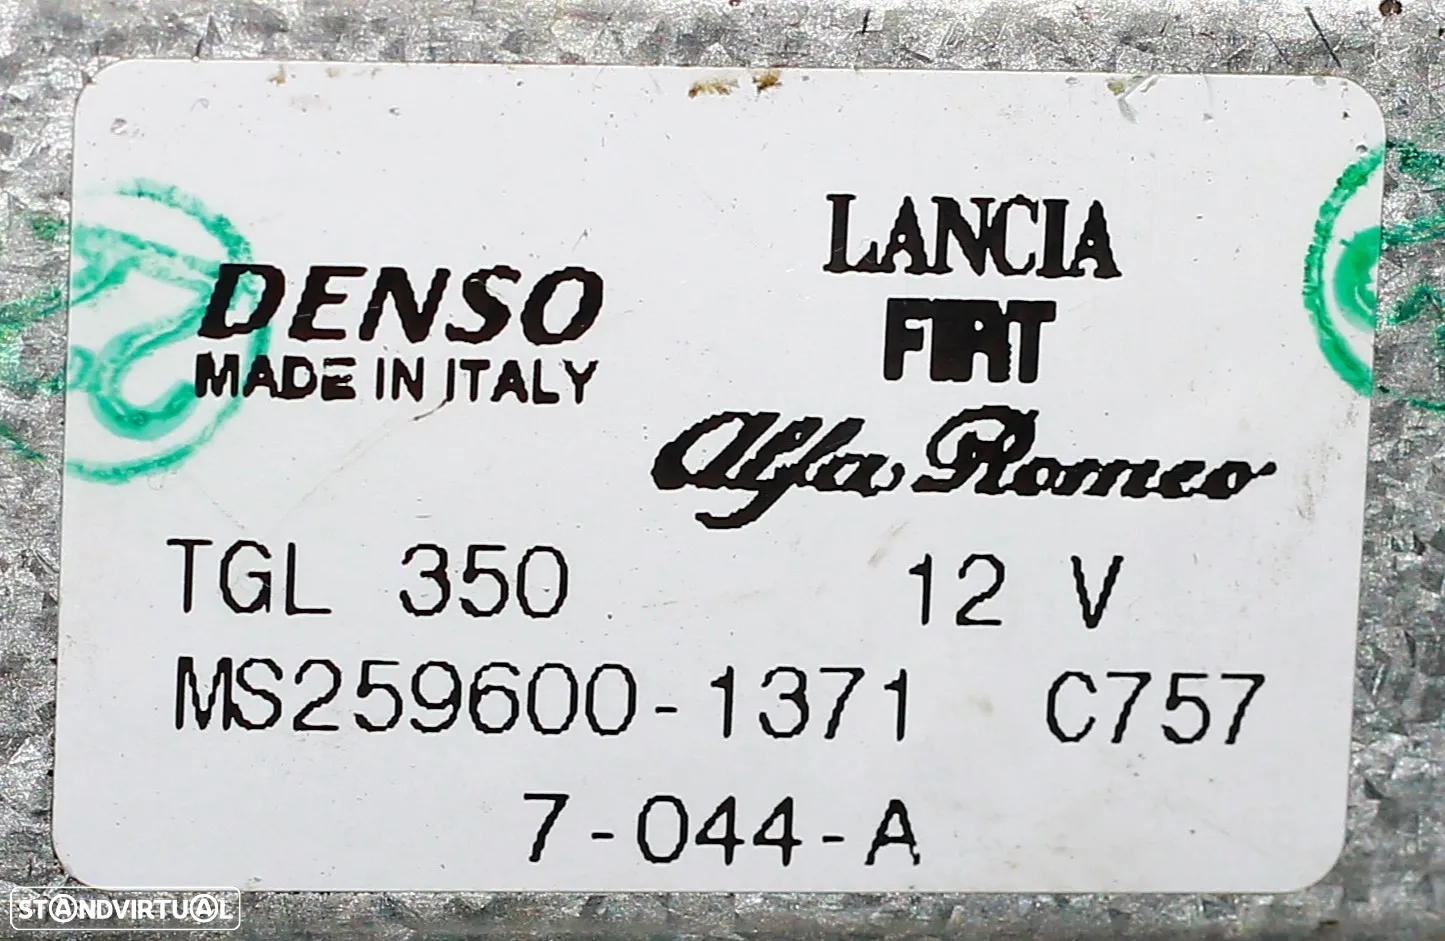 DENSO
MADE IN ITALY
LANCIA
FIAT
Alfa Romeo
TGL 350 12 V
MS259600-1371 C757
7-044-A
STANDVIRTUAL